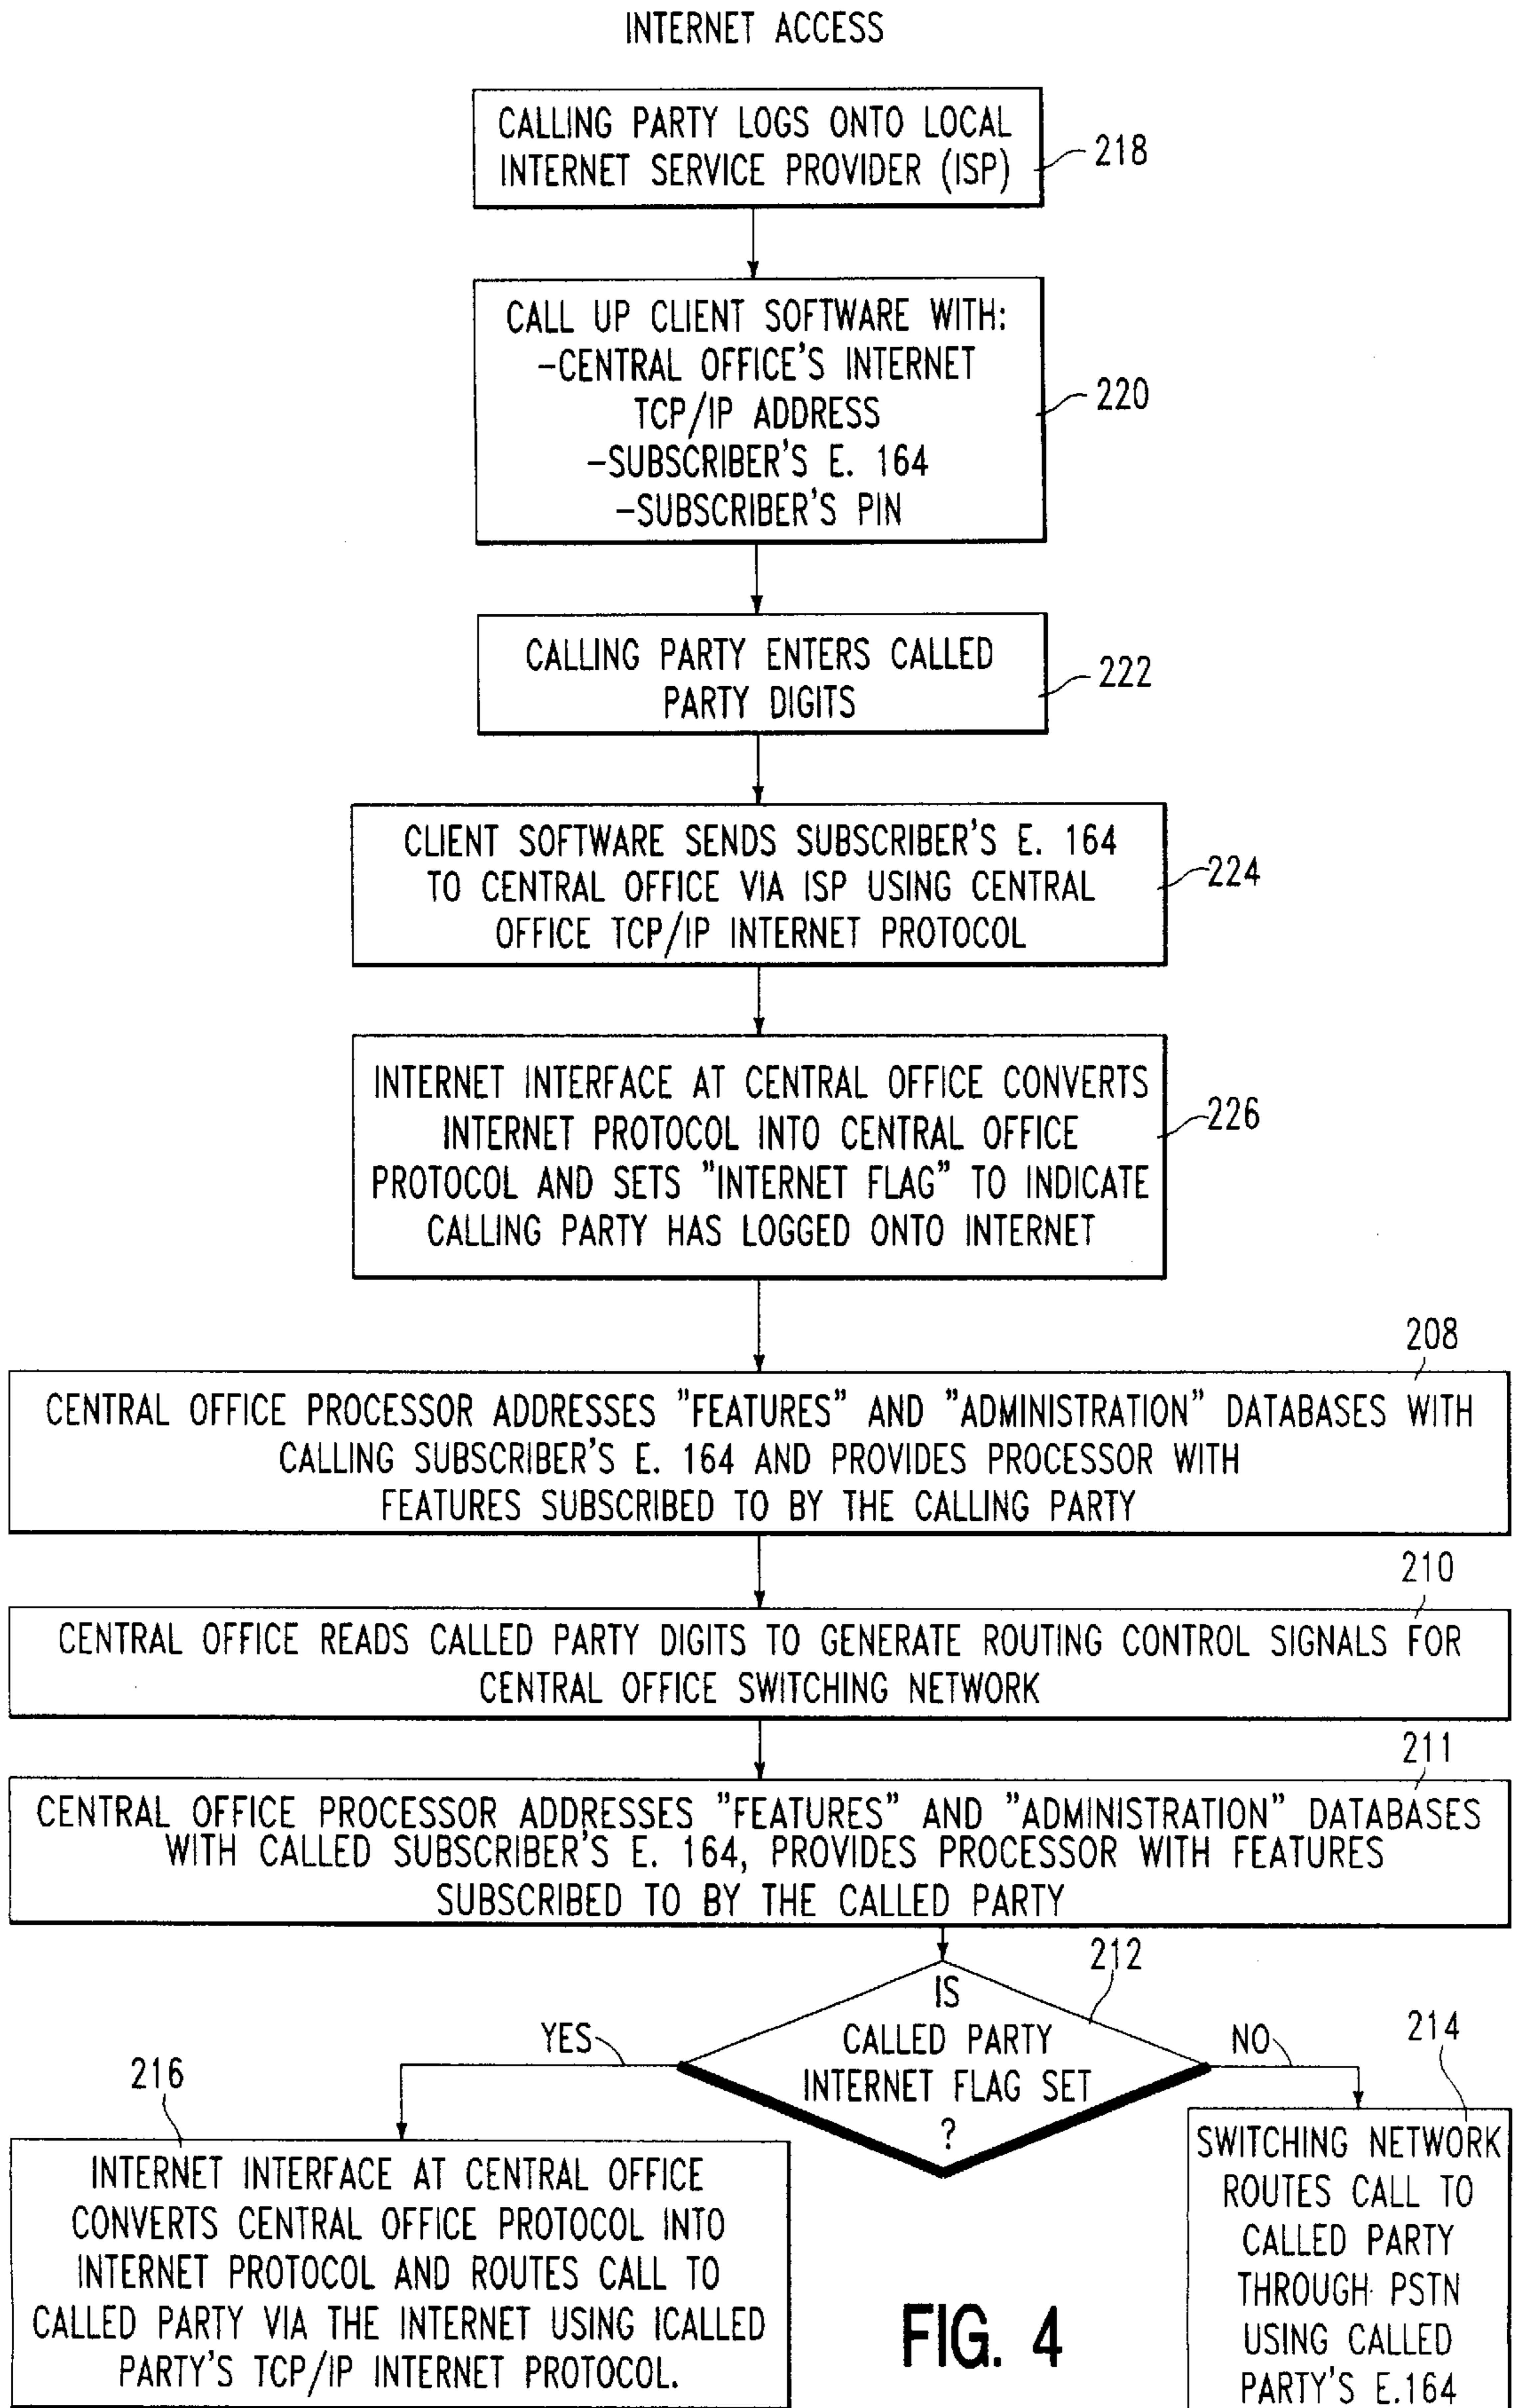 INTERNET ACCESS
CALLING PARTY LOGS ONTO LOCAL
INTERNET SERVICE PROVIDER (ISP)
218
CALL UP CLIENT SOFTWARE WITH:
-CENTRAL OFFICE'S INTERNET
TCP/IP ADDRESS
-SUBSCRIBER'S E. 164
-SUBSCRIBER'S PIN
220
CALLING PARTY ENTERS CALLED
PARTY DIGITS
222
CLIENT SOFTWARE SENDS SUBSCRIBER'S E. 164
TO CENTRAL OFFICE VIA ISP USING CENTRAL
OFFICE TCP/IP INTERNET PROTOCOL
224
INTERNET INTERFACE AT CENTRAL OFFICE CONVERTS
INTERNET PROTOCOL INTO CENTRAL OFFICE
PROTOCOL AND SETS "INTERNET FLAG" TO INDICATE
CALLING PARTY HAS LOGGED ONTO INTERNET
226
208
CENTRAL OFFICE PROCESSOR ADDRESSES "FEATURES" AND "ADMINISTRATION" DATABASES WITH
CALLING SUBSCRIBER'S E. 164 AND PROVIDES PROCESSOR WITH
FEATURES SUBSCRIBED TO BY THE CALLING PARTY
210
CENTRAL OFFICE READS CALLED PARTY DIGITS TO GENERATE ROUTING CONTROL SIGNALS FOR
CENTRAL OFFICE SWITCHING NETWORK
211
CENTRAL OFFICE PROCESSOR ADDRESSES "FEATURES" AND "ADMINISTRATION" DATABASES
WITH CALLED SUBSCRIBER'S E. 164, PROVIDES PROCESSOR WITH FEATURES
SUBSCRIBED TO BY THE CALLED PARTY
212
IS
CALLED PARTY
INTERNET FLAG SET
?
YES
NO
216
INTERNET INTERFACE AT CENTRAL OFFICE
CONVERTS CENTRAL OFFICE PROTOCOL INTO
INTERNET PROTOCOL AND ROUTES CALL TO
CALLED PARTY VIA THE INTERNET USING ICALLED
PARTY'S TCP/IP INTERNET PROTOCOL.
214
SWITCHING NETWORK
ROUTES CALL TO
CALLED PARTY
THROUGH PSTN
USING CALLED
PARTY'S E.164
FIG. 4